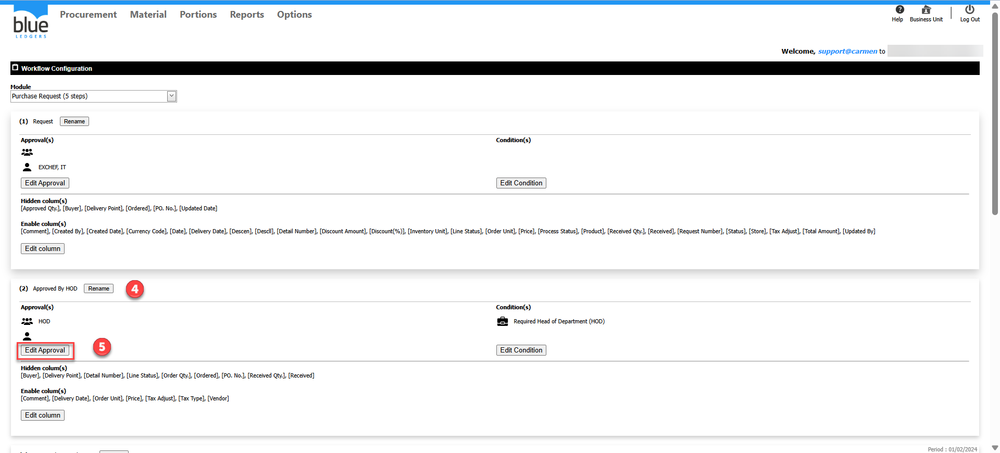 blue
LEDGERS
Procurement Material Portions Reports Options
Help Business Unit Log Out
Welcome, support@carmen to
Workflow Configuration
Module
Purchase Request (5 steps)
(1) Request Rename
Approval(s) Condition(s)
EXCHEF, IT
Edit Approval Edit Condition
Hidden colum(s)
[Approved Qty.], [Buyer], [Delivery Point], [Ordered], [PO. No.], [Updated Date]
Enable colum(s)
[Comment], [Created By], [Created Date], [Currency Code], [Date], [Delivery Date], [Descen], [Descll], [Detail Number], [Discount Amount], [Discount(%)], [Inventory Unit], [Line Status], [Order Unit], [Price], [Process Status], [Product], [Received Qty.], [Received], [Request Number], [Status], [Store], [Tax Adjust], [Total Amount], [Updated By]
Edit column
(2) Approved By HOD Rename 4
Approval(s) Condition(s)
HOD Required Head of Department (HOD)
Edit Approval 5 Edit Condition
Hidden colum(s)
[Buyer], [Delivery Point], [Detail Number], [Line Status], [Order Qty.], [Ordered], [PO. No.], [Received Qty.], [Received]
Enable colum(s)
[Comment], [Delivery Date], [Order Unit], [Price], [Tax Adjust], [Tax Type], [Vendor]
Edit column
Period : 01/02/2024